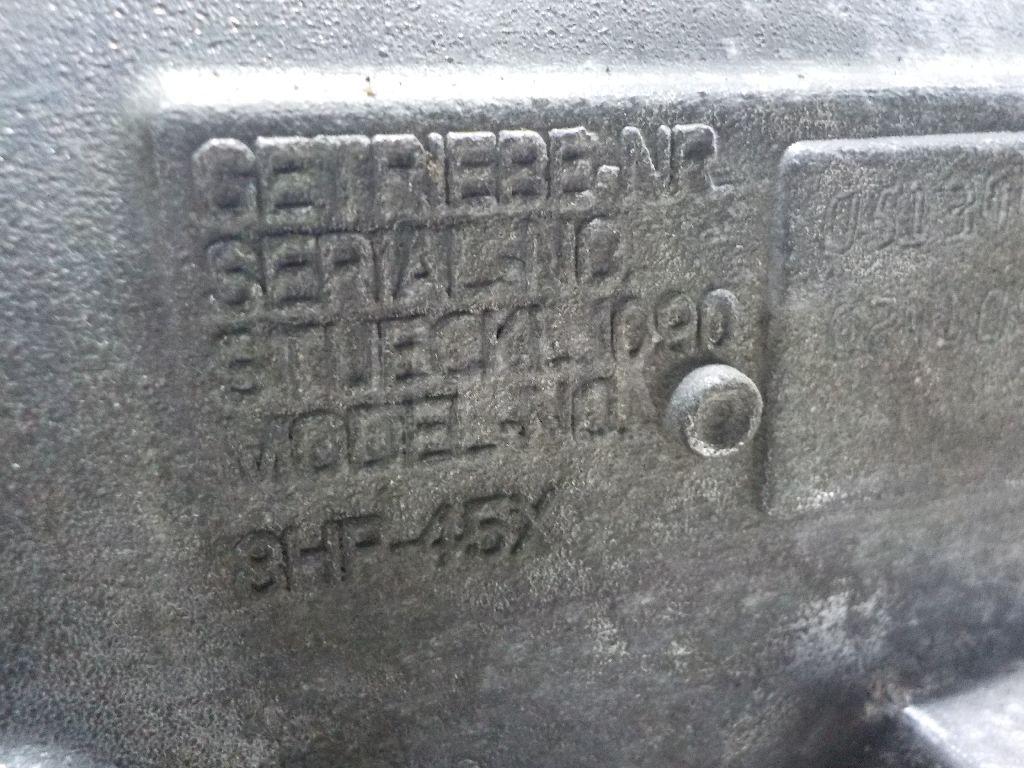 GETRIEBE-NR.
SERIAL-NO.
STUECKL. 1090
MODEL-NO.
8HP-45X